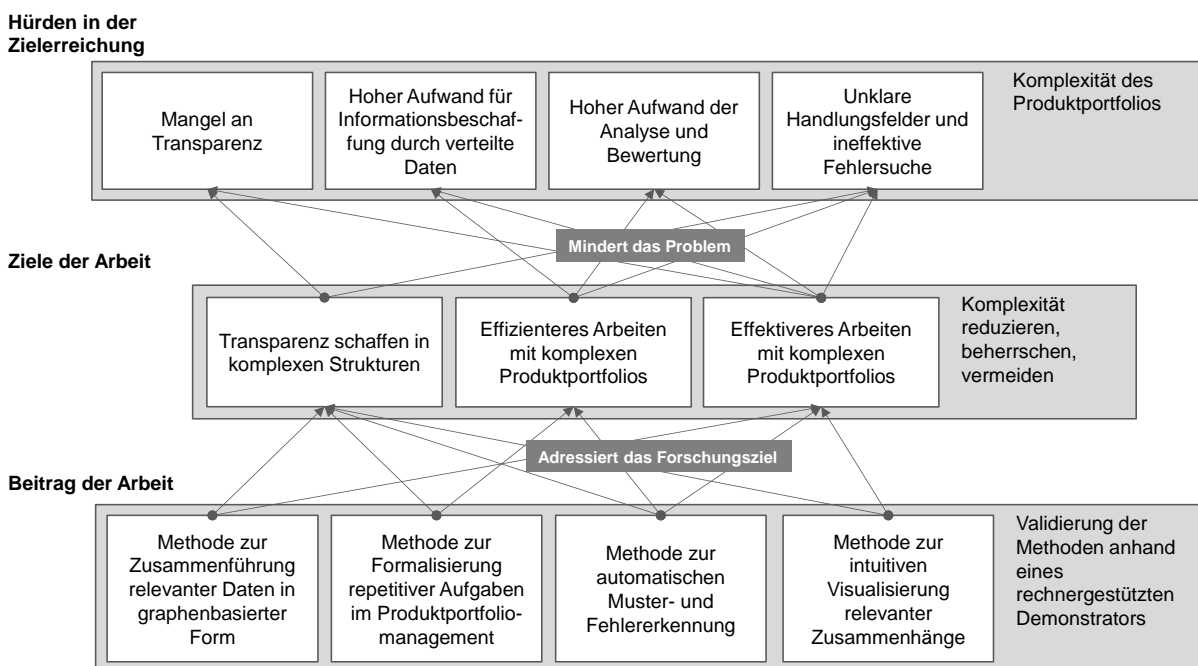 Hürden in der
Zielerreichung
Mangel an
Transparenz
Hoher Aufwand für
Informationsbeschaf-
fung durch verteilte
Daten
Hoher Aufwand der
Analyse und
Bewertung
Unklare
Handlungsfelder und
ineffektive
Fehlersuche
Komplexität des
Produktportfolios
Mindert das Problem
Ziele der Arbeit
Transparenz schaffen in
komplexen Strukturen
Effizienteres Arbeiten
mit komplexen
Produktportfolios
Effektiveres Arbeiten
mit komplexen
Produktportfolios
Komplexität
reduzieren,
beherrschen,
vermeiden
Adressiert das Forschungsziel
Beitrag der Arbeit
Methode zur
Zusammenführung
relevanter Daten in
graphenbasierter
Form
Methode zur
Formalisierung
repetitiver Aufgaben
im Produktportfolio-
management
Methode zur
automatischen
Muster- und
Fehlererkennung
Methode zur
intuitiven
Visualisierung
relevanter
Zusammenhänge
Validierung der
Methoden anhand
eines
rechnergestützten
Demonstrators